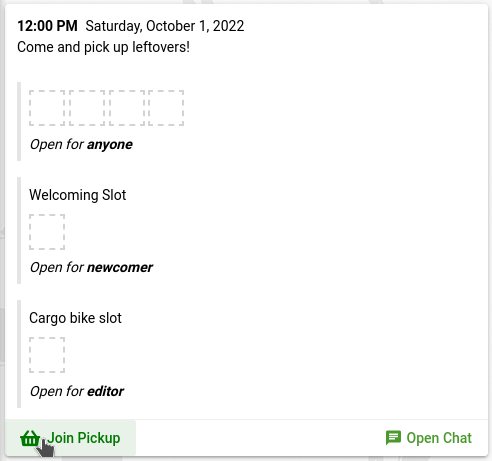 12:00 PM Saturday, October 1, 2022
Come and pick up leftovers!
Open for anyone
Welcoming Slot
Open for newcomer
Cargo bike slot
Open for editor
Join Pickup
Open Chat